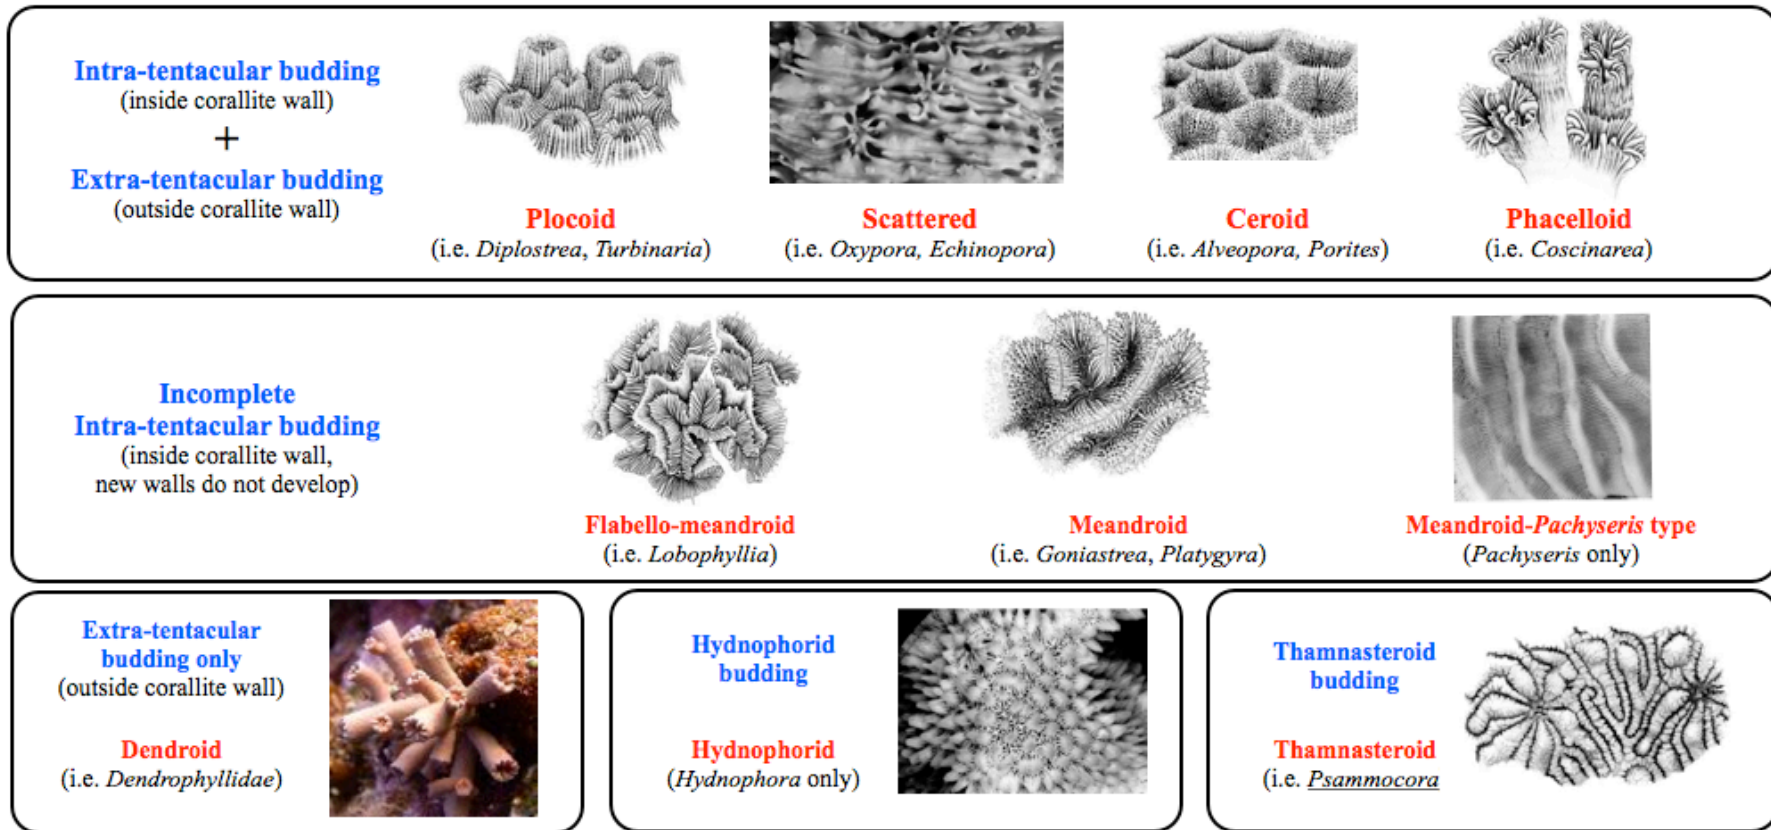 Intra-tentacular budding
(inside corallite wall)
+
Extra-tentacular budding
(outside corallite wall)
Plocoid
(i.e. Diplostrea, Turbinaria)
Scattered
(i.e. Oxypora, Echinopora)
Ceroid
(i.e. Alveopora, Porites)
Phacelloid
(i.e. Coscinarea)
Incomplete
Intra-tentacular budding
(inside corallite wall,
new walls do not develop)
Flabello-meandroid
(i.e. Lobophyllia)
Meandroid
(i.e. Goniastrea, Platygyra)
Meandroid-Pachyseris type
(Pachyseris only)
Extra-tentacular
budding only
(outside corallite wall)
Dendroid
(i.e. Dendrophyllidae)
Hydnophorid
budding
Hydnophorid
(Hydnophora only)
Thamnasteroid
budding
Thamnasteroid
(i.e. Psammocora